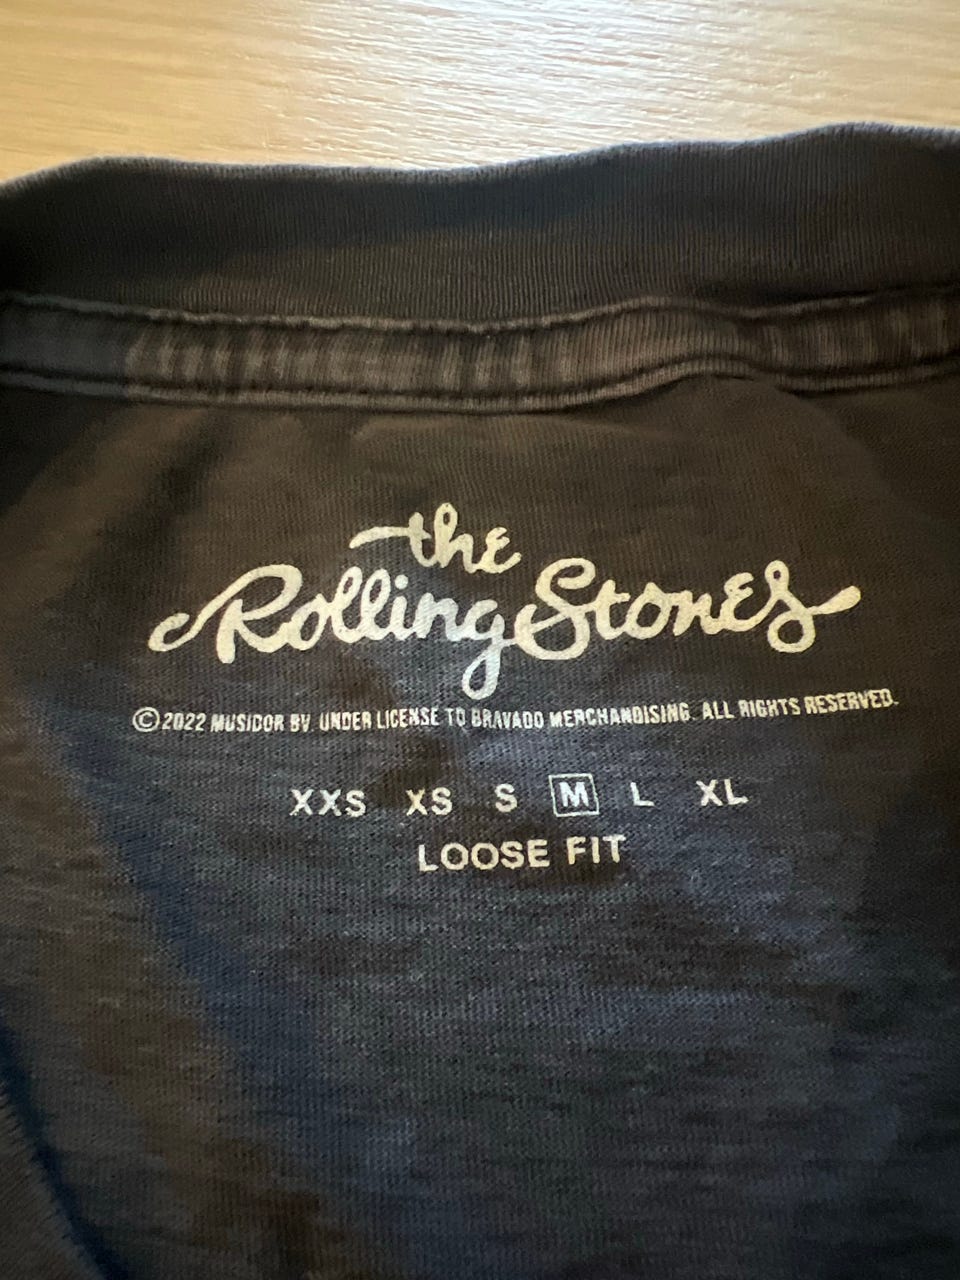 the
Rolling Stones
©2022 MUSIDOR BV. UNDER LICENSE TO BRAVADO MERCHANDISING. ALL RIGHTS RESERVED.
XXS XS S M L XL
LOOSE FIT